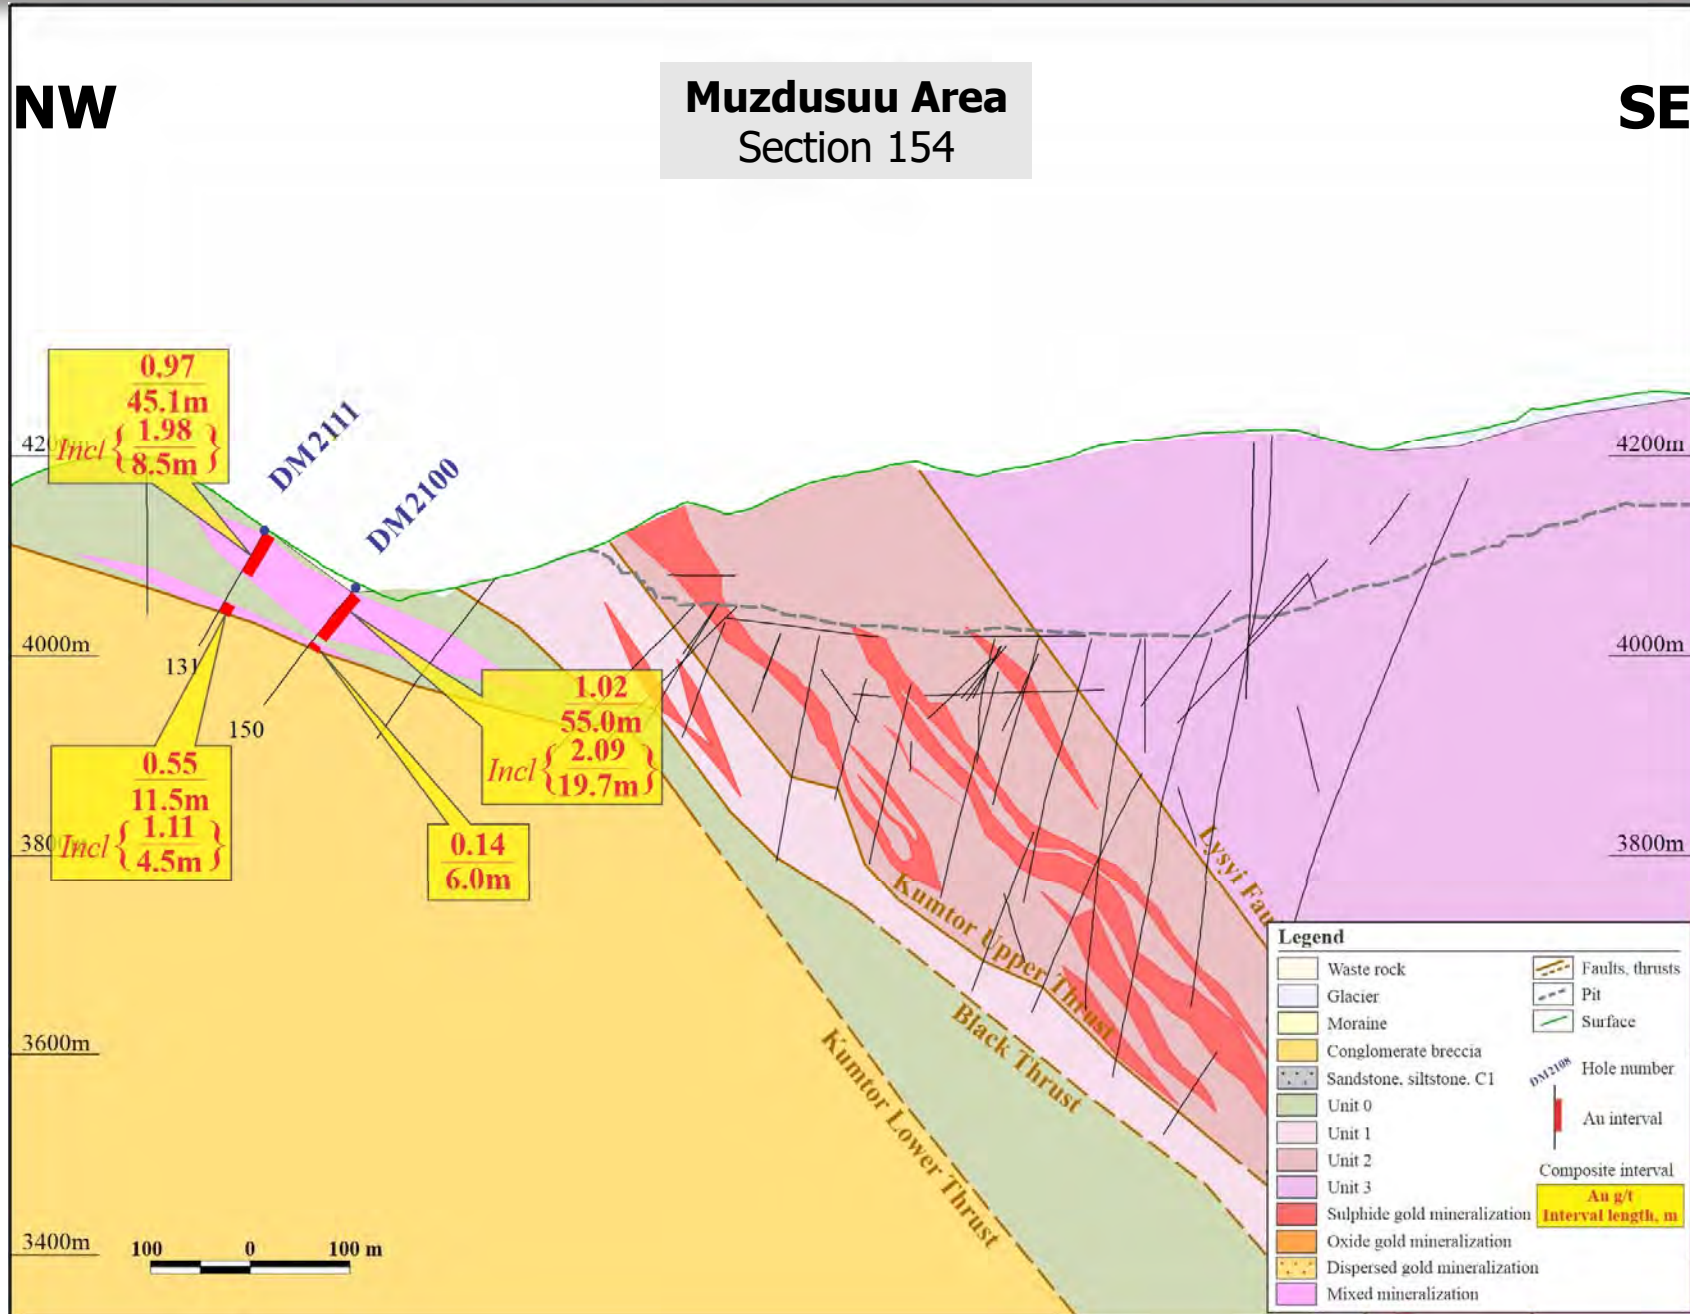 NW
Muzdusuu Area
Section 154
SE
0.97
45.1m
Incl { 1.98
8.5m }
DM2111
DM2100
4200m
4000m
131
150
1.02
55.0m
Incl { 2.09
19.7m }
0.55
11.5m
Incl { 1.11
4.5m }
0.14
6.0m
4000m
3800m
3600m
3400m
100 0 100 m
Kumtor Upper Thrust
Black Thrust
Kumtor Lower Thrust
4200m
3800m
Legend
Waste rock
Glacier
Moraine
Conglomerate breccia
Sandstone, siltstone, C1
Unit 0
Unit 1
Unit 2
Unit 3
Sulphide gold mineralization
Oxide gold mineralization
Dispersed gold mineralization
Mixed mineralization
Faults, thrusts
Pit
Surface
DM2108
Hole number
Au interval
Composite interval
Au g/t
Interval length, m
Lysyi